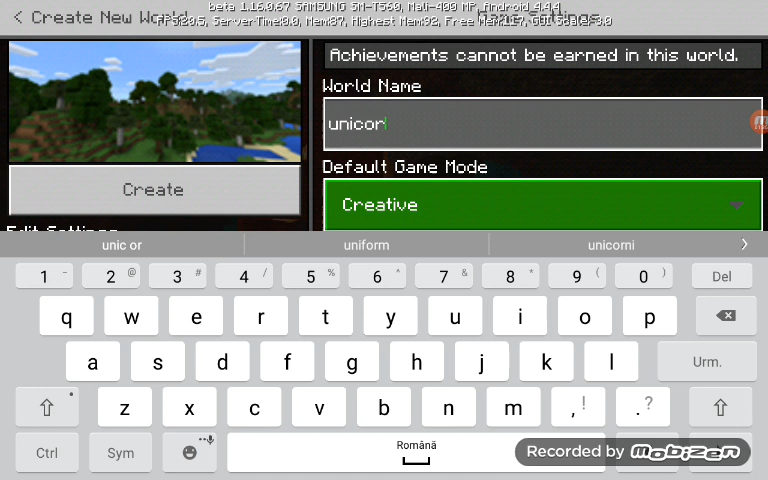 beta 1.16.0.67 SAMSUNG SM-T560, Mali-400 MP, Android 4.4.4
Create New World
Achievements cannot be earned in this world.
World Name
unicor
Default Game Mode
Create
Creative
Edit Settings
unic or uniform unicorni
1 - 2 @ 3 # 4 / 5 % 6 ^ 7 & 8 * 9 ( 0 ) Del
q w e r t y u i o p
a s d f g h j k l Urm.
z x c v b n m , ! . ?
Ctrl Sym Română
Recorded by mobizen